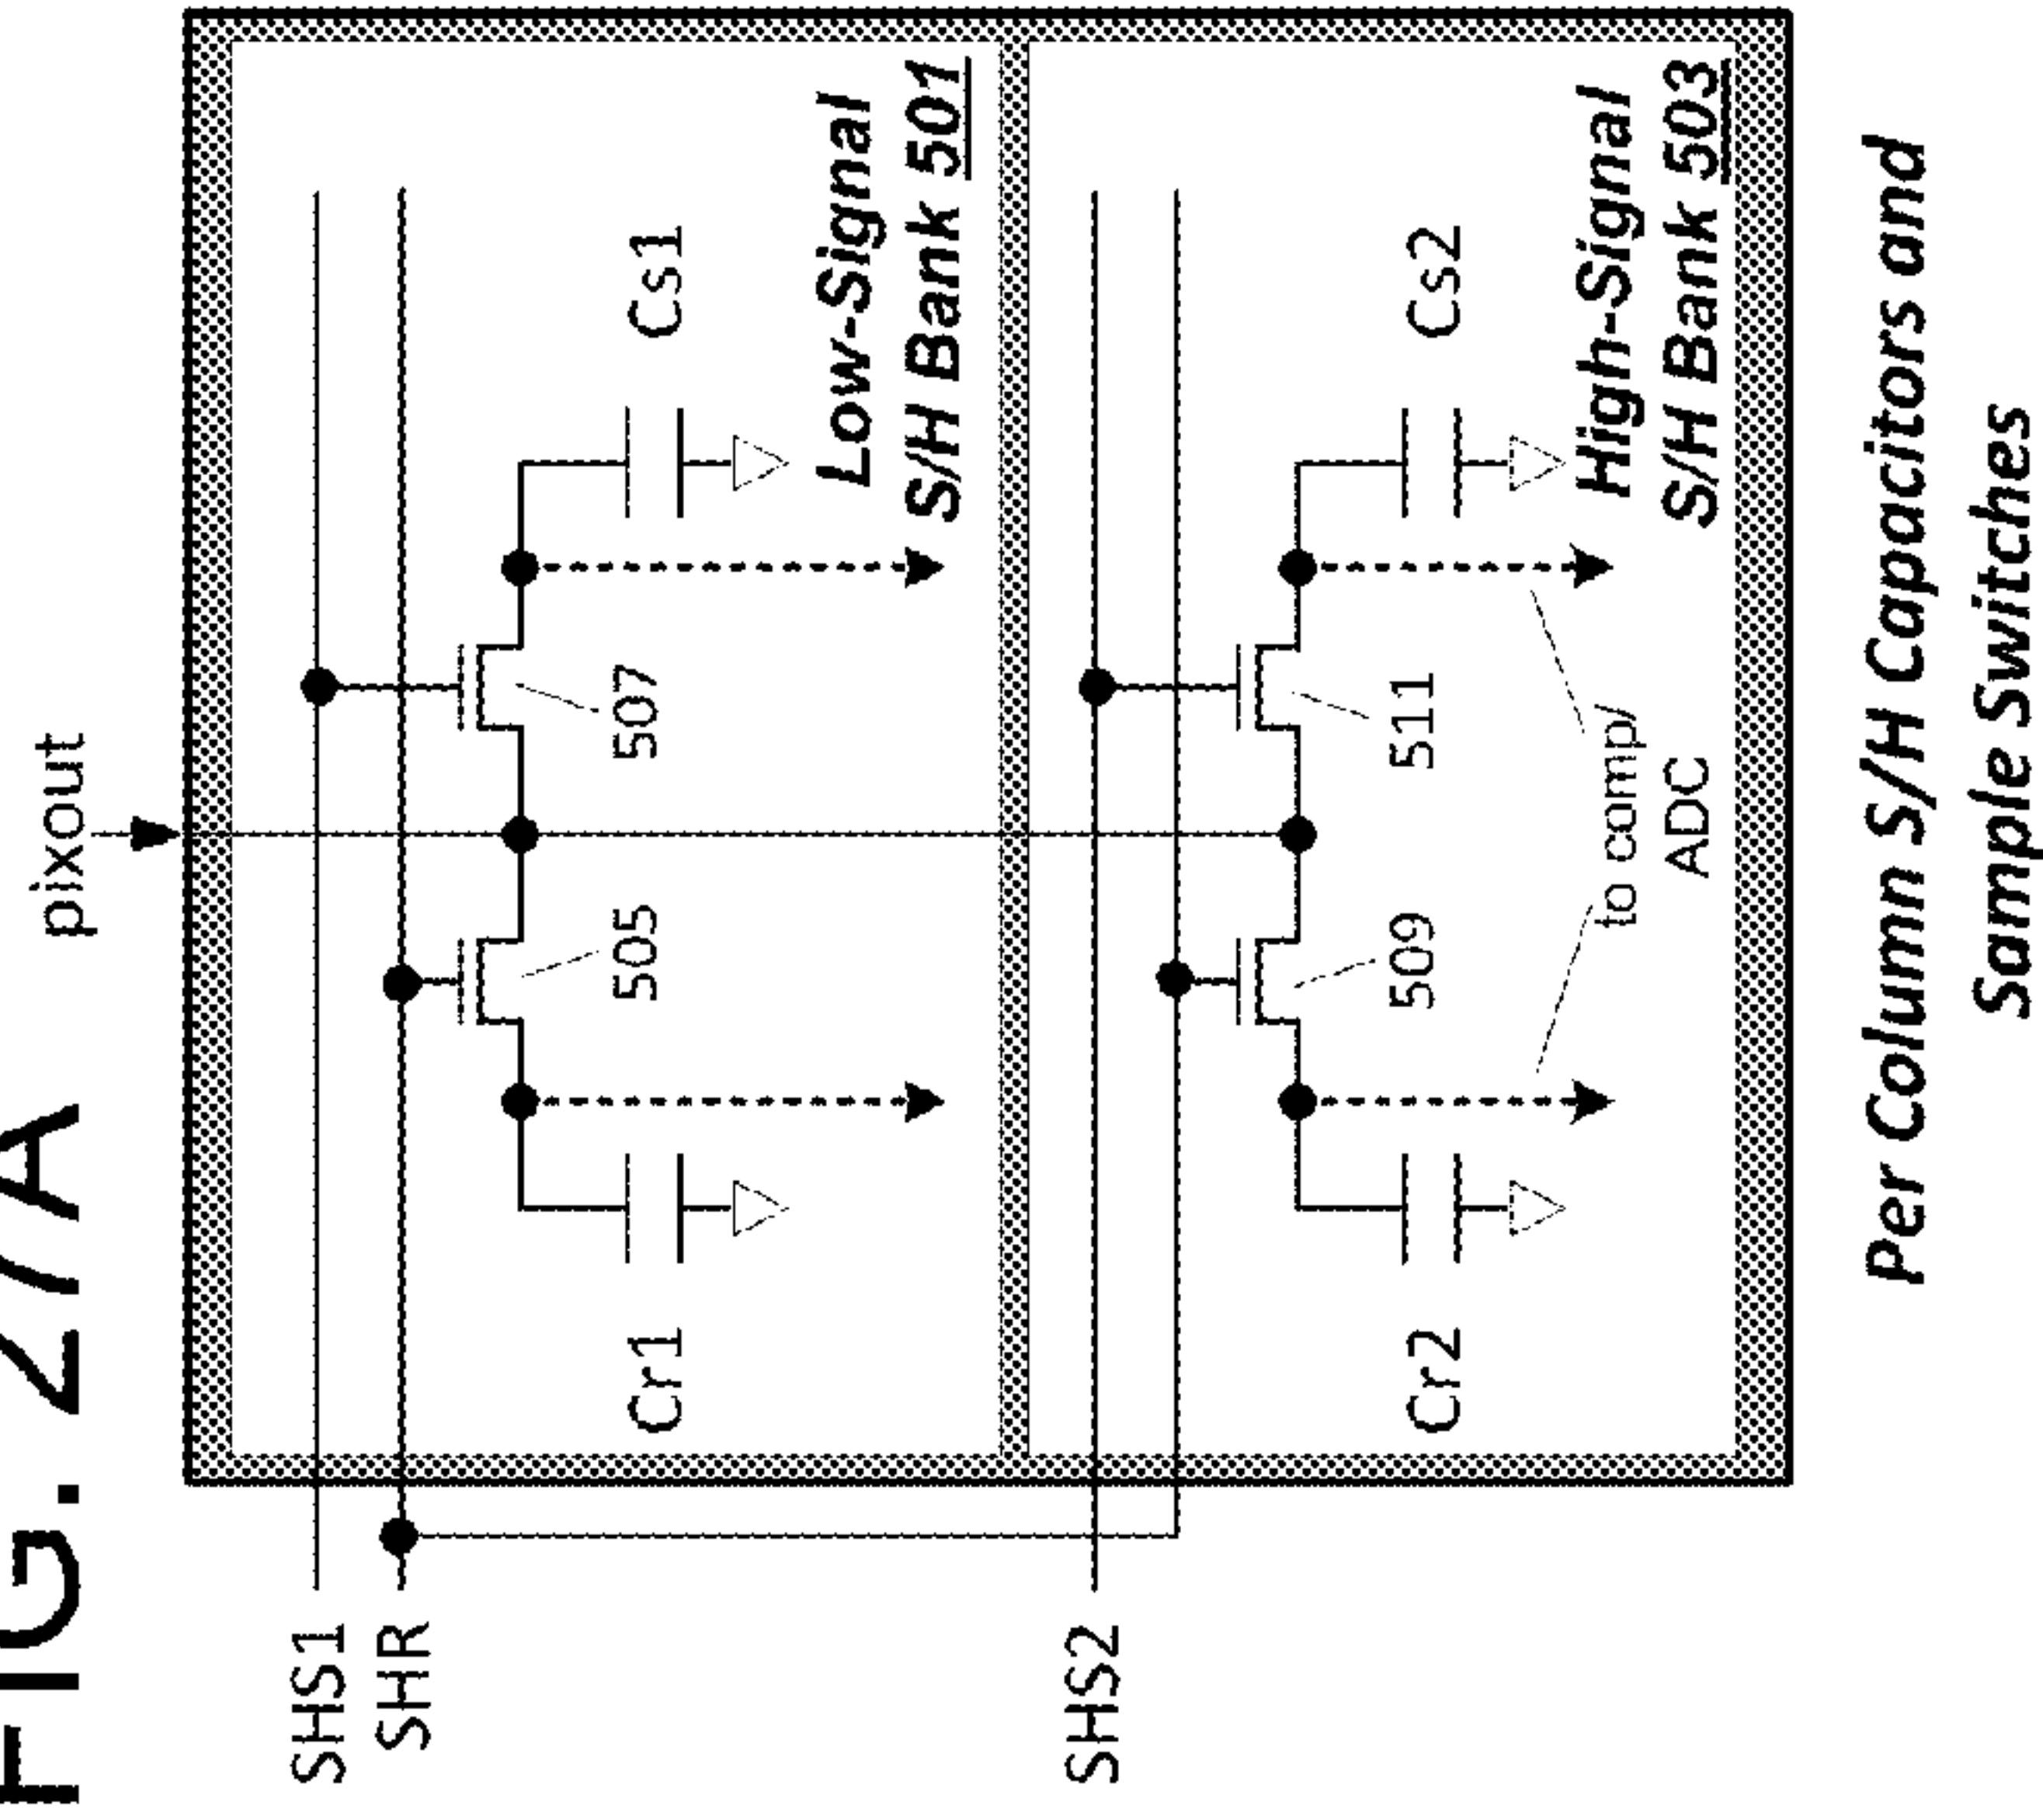 FIG. 27A
pixout
SHS1
SHR
505
507
Cr1
Cs1
Low-Signal
S/H Bank 501
SHS2
509
511
Cr2
Cs2
to comp/
ADC
High-Signal
S/H Bank 503
Per Column S/H Capacitors and
Sample Switches